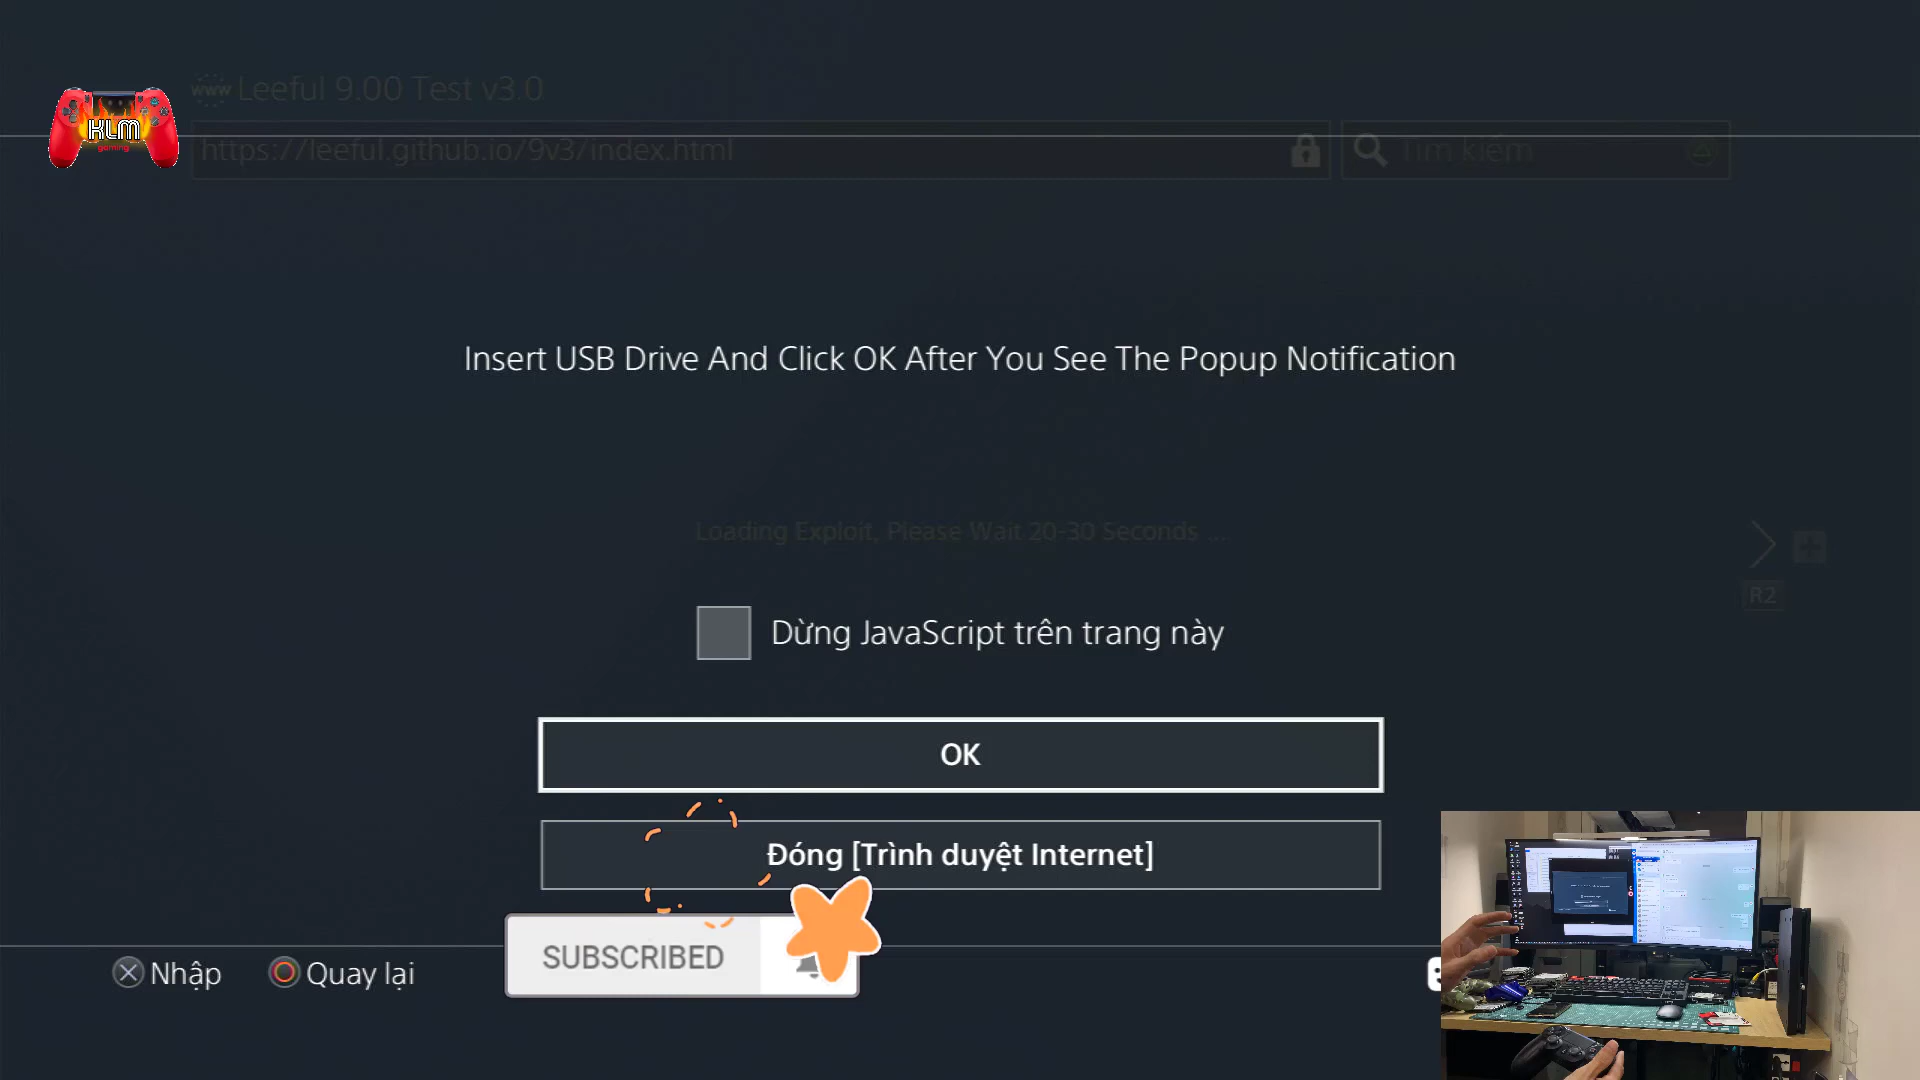 www Leeful 9.00 Test v3.0
KLM
gaming
https://leeful.github.io/9v3/index.html
Tìm kiếm
Insert USB Drive And Click OK After You See The Popup Notification
Loading Exploit, Please Wait 20-30 Seconds ...
R2
Dừng JavaScript trên trang này
OK
Đóng [Trình duyệt Internet]
SUBSCRIBED
Nhập
Quay lại